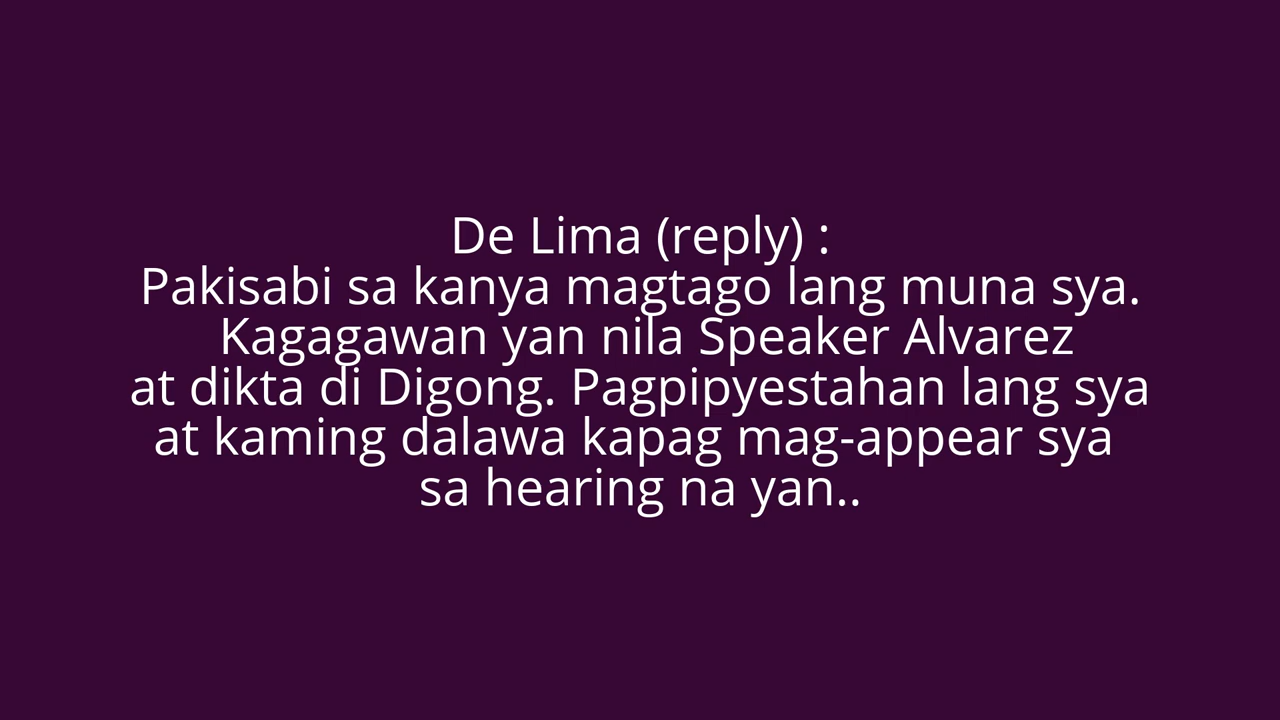 De Lima (reply) :
Pakisabi sa kanya magtago lang muna sya.
Kagagawan yan nila Speaker Alvarez
at dikta di Digong. Pagpipyestahan lang sya
at kaming dalawa kapag mag-appear sya
sa hearing na yan..